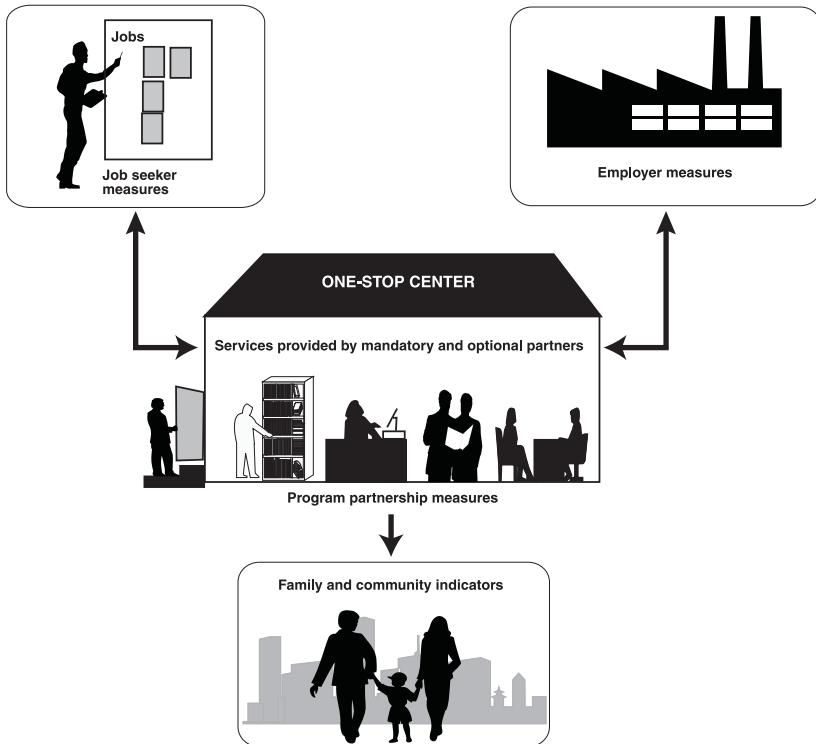 Jobs
Job seeker
measures
Employer measures
ONE-STOP CENTER
Services provided by mandatory and optional partners
Program partnership measures
Family and community indicators